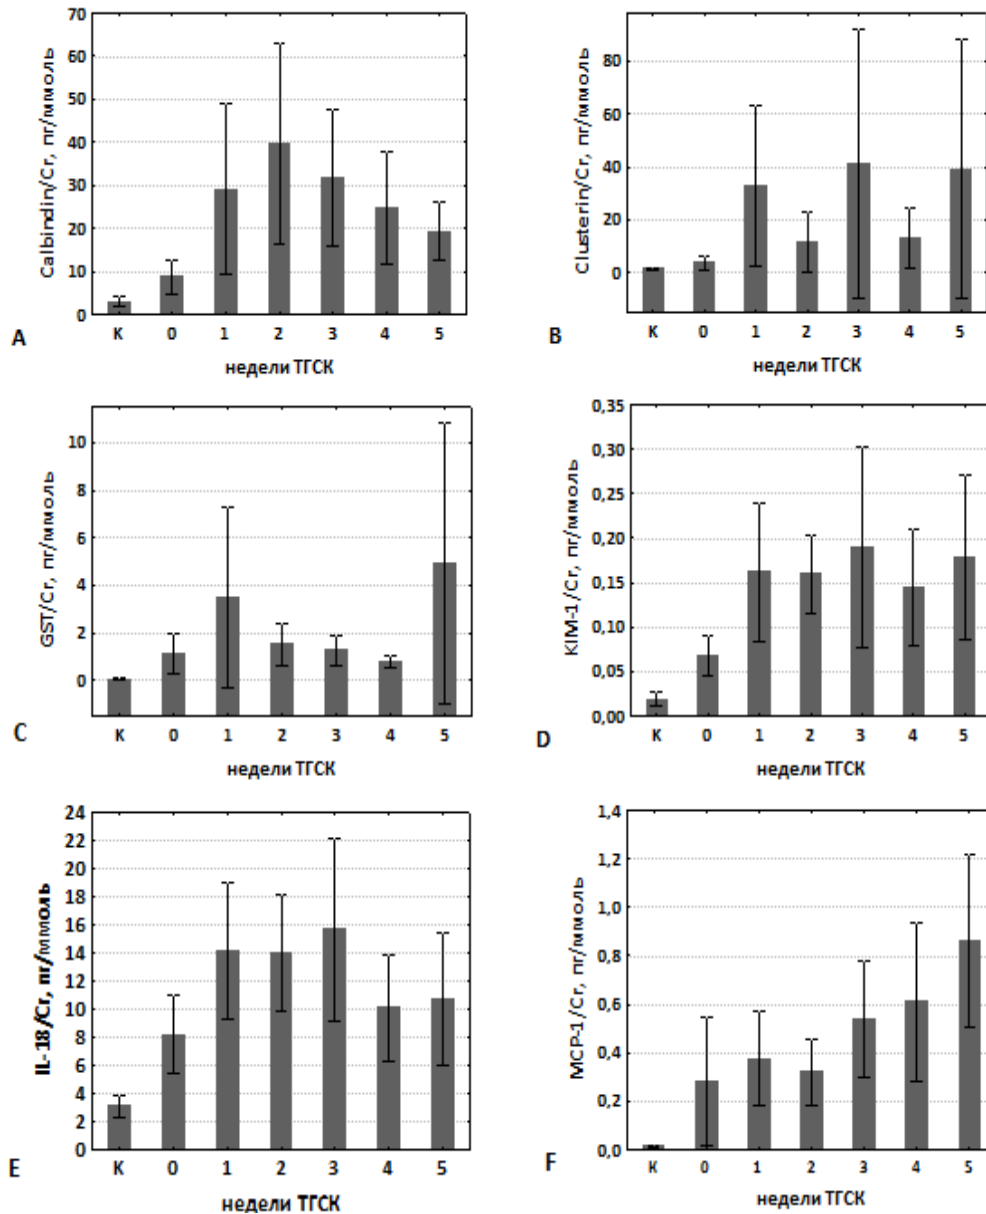 70
60
50
40
30
20
10
0
Calbindin/Cr, пг/ммоль
K 0 1 2 3 4 5
недели ТГСК
A
80
60
40
20
0
Clusterin/Cr, пг/ммоль
K 0 1 2 3 4 5
недели ТГСК
B
10
8
6
4
2
0
GST/Cr, пг/ммоль
K 0 1 2 3 4 5
недели ТГСК
C
0,35
0,30
0,25
0,20
0,15
0,10
0,05
0,00
KIM-1/Cr, пг/ммоль
K 0 1 2 3 4 5
недели ТГСК
D
24
22
20
18
16
14
12
10
8
6
4
2
0
IL-18/Cr, пг/ммоль
K 0 1 2 3 4 5
недели ТГСК
E
1,4
1,2
1,0
0,8
0,6
0,4
0,2
0,0
MCP-1/Cr, пг/ммоль
K 0 1 2 3 4 5
недели ТГСК
F